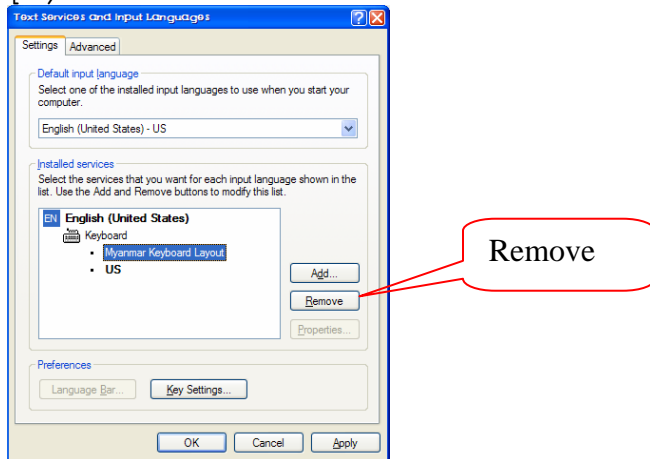 Text Services and Input Languages
Settings
Advanced
Default input language
Select one of the installed input languages to use when you start your
computer.
English (United States) - US
Installed services
Select the services that you want for each input language shown in the
list. Use the Add and Remove buttons to modify this list.
EN English (United States)
Keyboard
• Myanmar Keyboard Layout
• US
Add...
Remove
Properties...
Remove
Preferences
Language Bar...
Key Settings...
OK
Cancel
Apply